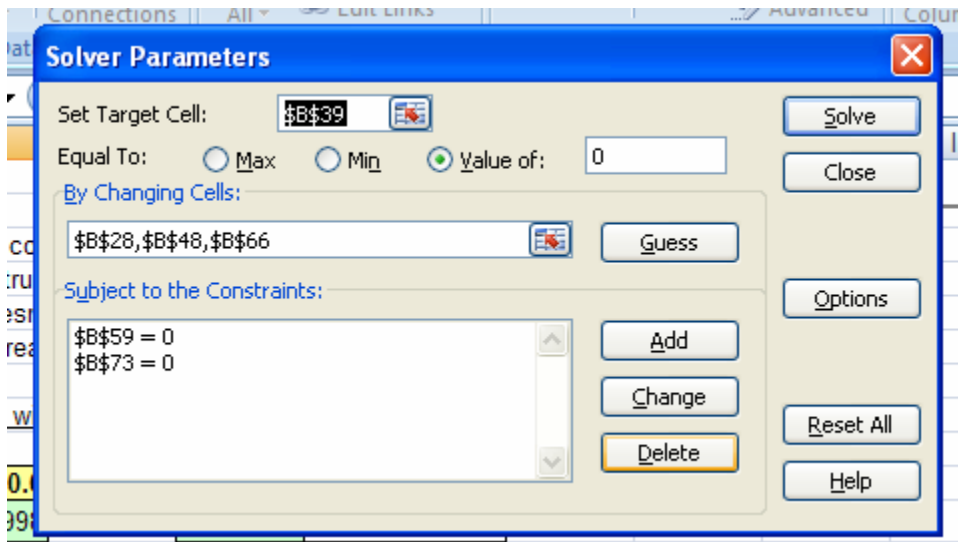 Connections All Edit Links Advanced
Solver Parameters
Set Target Cell: $B$39 Solve
Equal To: Max Min Value of: 0
Close
By Changing Cells:
$B$28,$B$48,$B$66 Guess
Subject to the Constraints:
Options
$B$59 = 0
$B$73 = 0
Add
Change
Reset All
Delete
Help